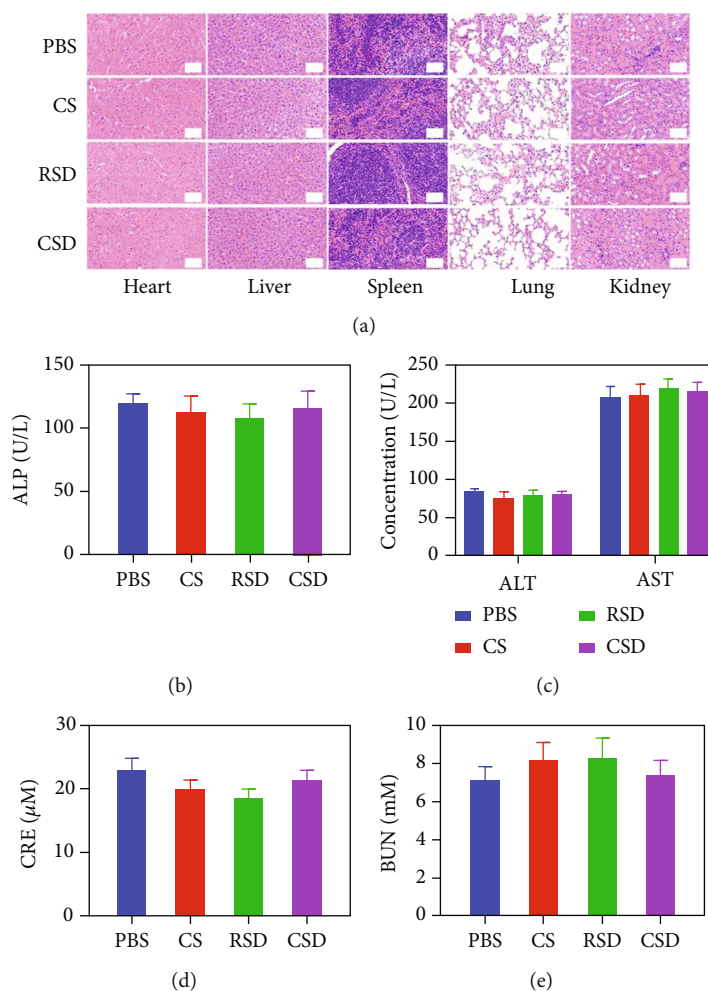 PBS
CS
RSD
CSD
Heart Liver Spleen Lung Kidney
(a)
150
100
50
0
ALP (U/L)
PBS CS RSD CSD
(b)
250
200
150
100
50
0
Concentration (U/L)
ALT AST
PBS RSD
CS CSD
(c)
30
20
10
0
CRE (μM)
PBS CS RSD CSD
(d)
10
8
6
4
2
0
BUN (mM)
PBS CS RSD CSD
(e)